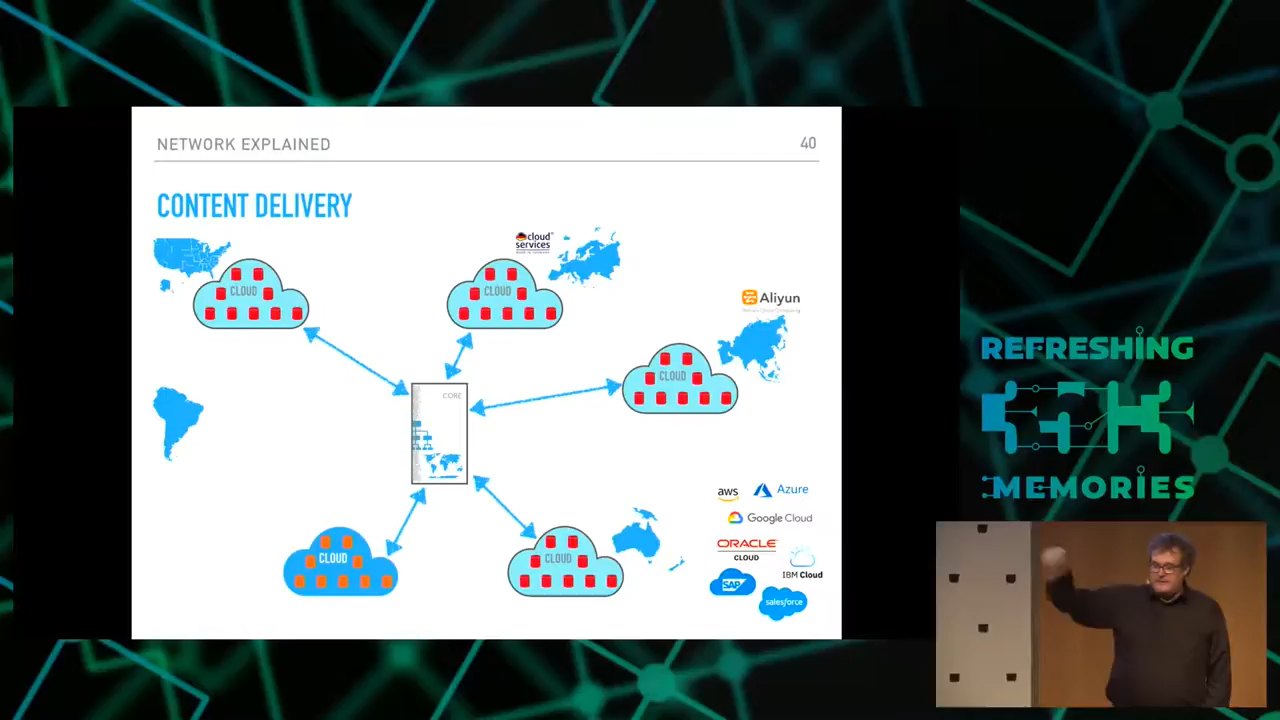 NETWORK EXPLAINED
40
CONTENT DELIVERY
cloud
services
CLOUD
CLOUD
Aliyun
CLOUD
CORE
CLOUD
CLOUD
aws
Azure
Google Cloud
ORACLE
CLOUD
IBM Cloud
SAP
salesforce
REFRESHING
MEMORIES